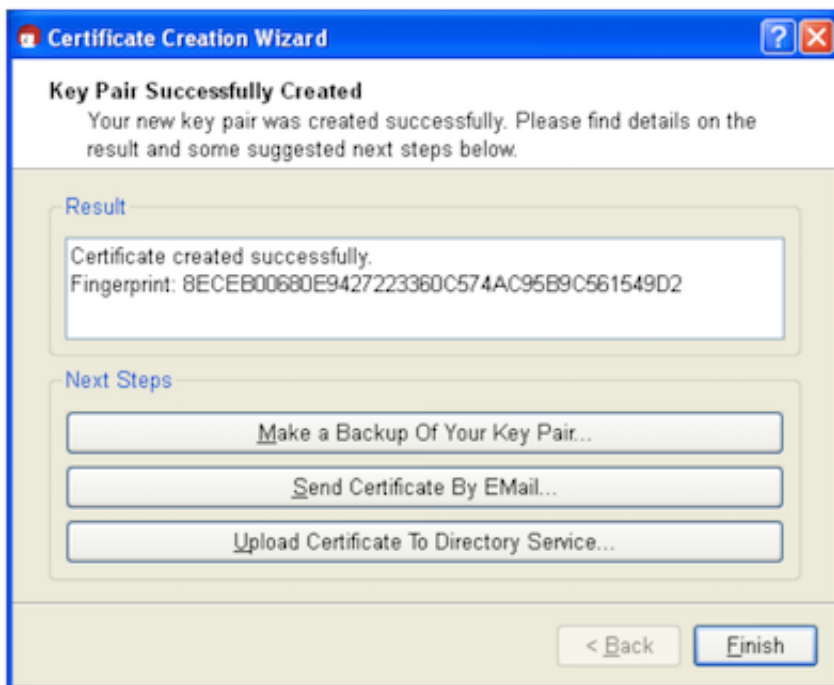 Certificate Creation Wizard
Key Pair Successfully Created
Your new key pair was created successfully. Please find details on the
result and some suggested next steps below.
Result
Certificate created successfully.
Fingerprint: 8ECEB00680E9427223360C574AC95B9C561549D2
Next Steps
Make a Backup Of Your Key Pair...
Send Certificate By EMail...
Upload Certificate To Directory Service...
< Back
Finish